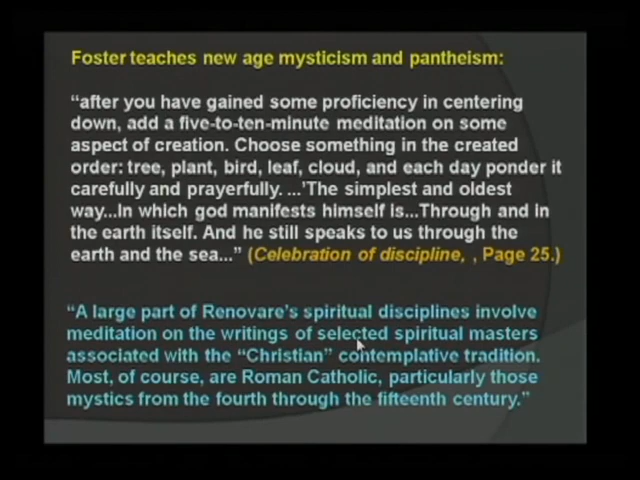 Foster teaches new age mysticism and pantheism:
“after you have gained some proficiency in centering
down, add a five-to-ten-minute meditation on some
aspect of creation. Choose something in the created
order: tree, plant, bird, leaf, cloud, and each day ponder it
carefully and prayerfully. ...’The simplest and oldest
way...In which god manifests himself is...Through and in
the earth itself. And he still speaks to us through the
earth and the sea...” (Celebration of discipline, , Page 25.)
“A large part of Renovare’s spiritual disciplines involve
meditation on the writings of selected spiritual masters
associated with the “Christian” contemplative tradition.
Most, of course, are Roman Catholic, particularly those
mystics from the fourth through the fifteenth century.”